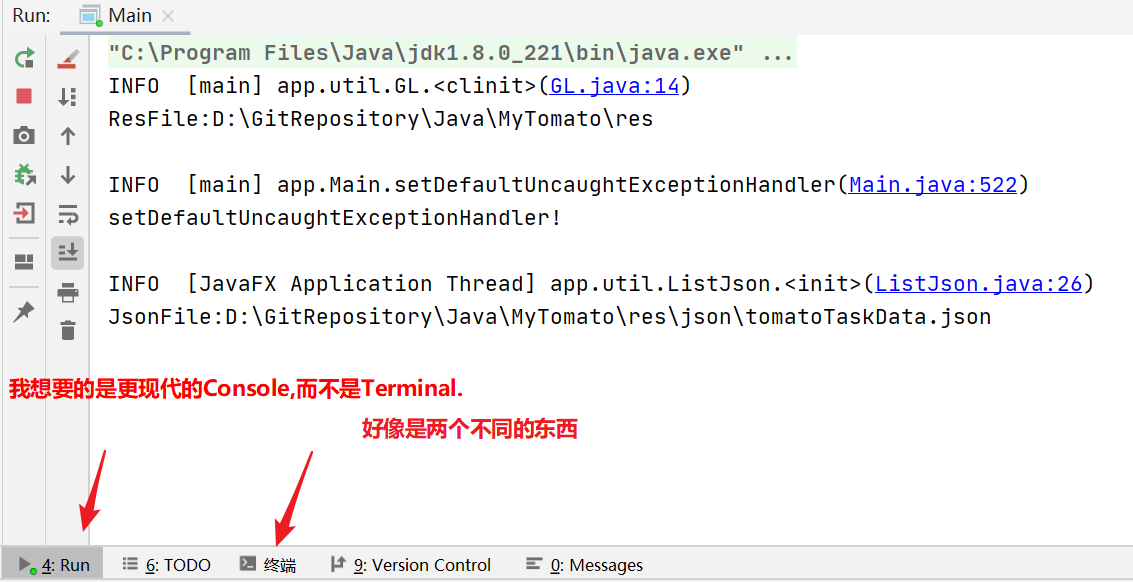 Run: Main
"C:\Program Files\Java\jdk1.8.0_221\bin\java.exe" ...
INFO  [main] app.util.GL.<clinit>(GL.java:14)
ResFile:D:\GitRepository\Java\MyTomato\res
INFO  [main] app.Main.setDefaultUncaughtExceptionHandler(Main.java:522)
setDefaultUncaughtExceptionHandler!
INFO  [JavaFX Application Thread] app.util.ListJson.<init>(ListJson.java:26)
JsonFile:D:\GitRepository\Java\MyTomato\res\json\tomatoTaskData.json
我想要的是更现代的Console,而不是Terminal.
好像是两个不同的东西
4: Run 6: TODO 终端 9: Version Control 0: Messages